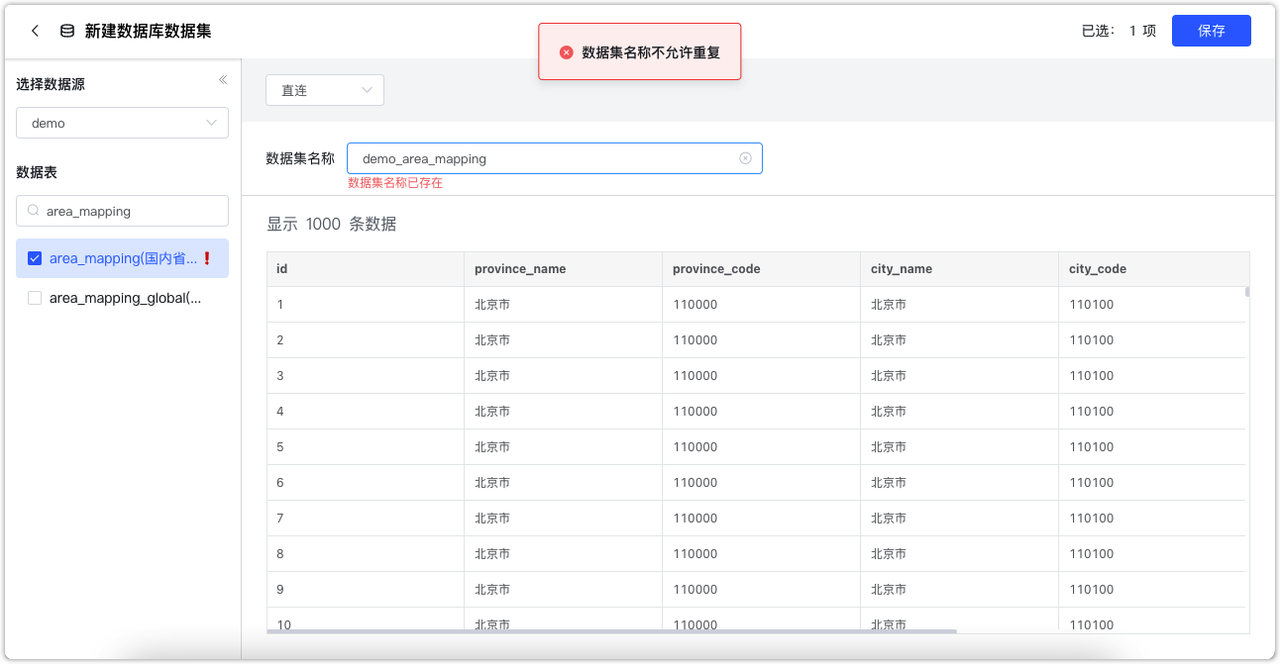 新建数据库数据集
数据集名称不允许重复
已选： 1 项
保存
选择数据源
demo
数据表
area_mapping
area_mapping(国内省...
area_mapping_global(...
直连
数据集名称
demo_area_mapping
数据集名称已存在
显示 1000 条数据
id province_name province_code city_name city_code
1 北京市 110000 北京市 110100
2 北京市 110000 北京市 110100
3 北京市 110000 北京市 110100
4 北京市 110000 北京市 110100
5 北京市 110000 北京市 110100
6 北京市 110000 北京市 110100
7 北京市 110000 北京市 110100
8 北京市 110000 北京市 110100
9 北京市 110000 北京市 110100
10 北京市 110000 北京市 110100